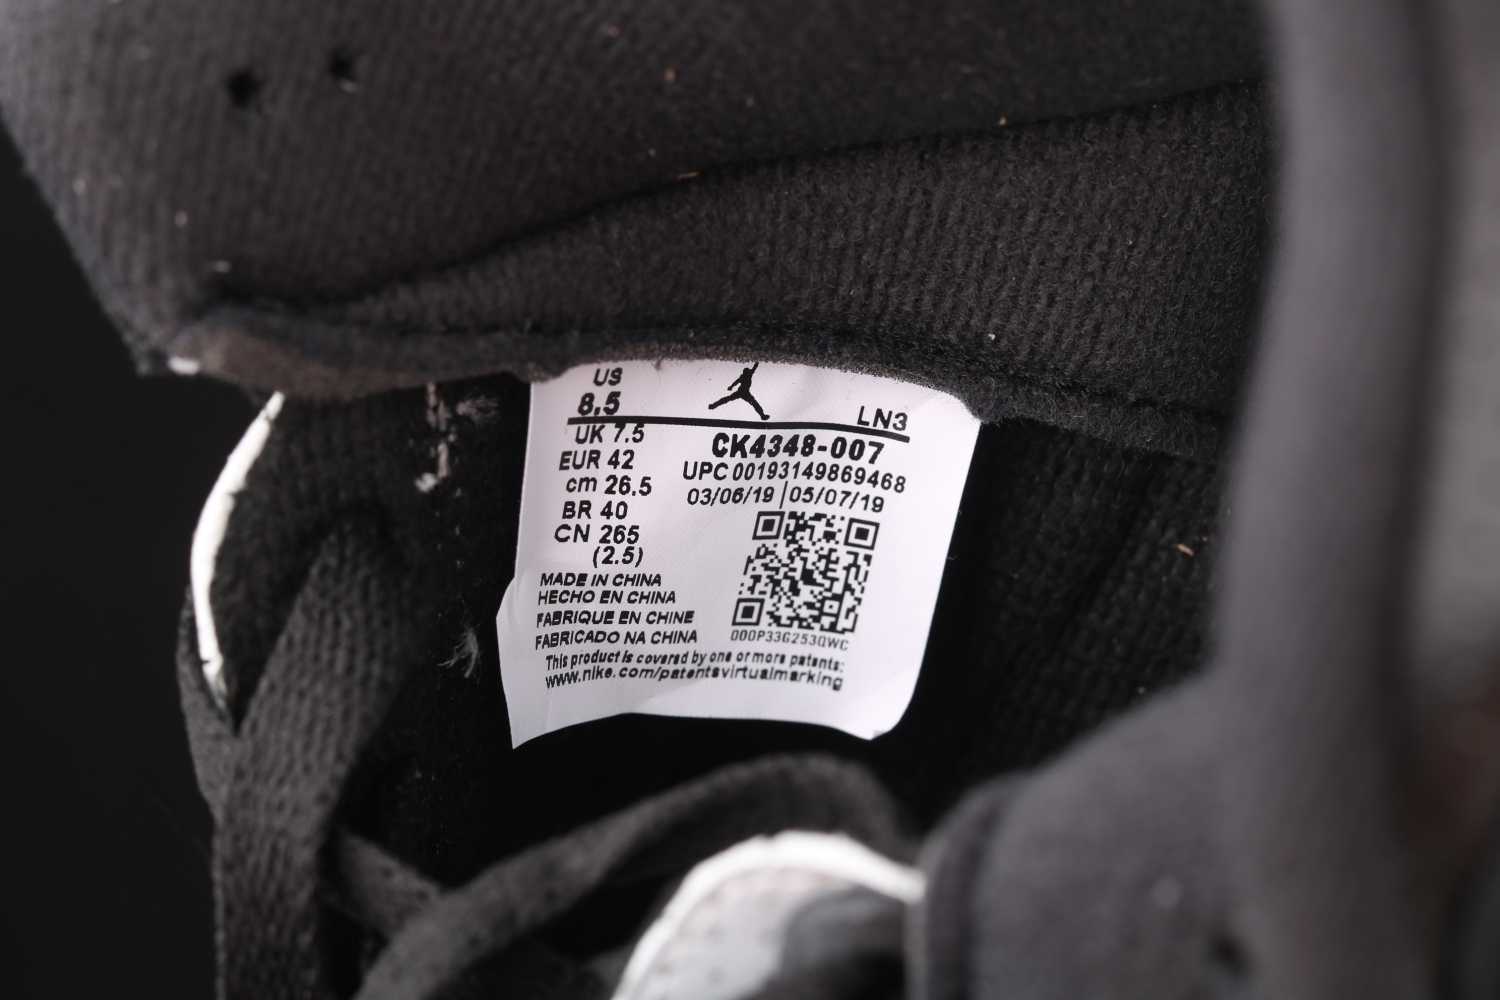 US
8.5
LN3
UK 7.5
CK4348-007
EUR 42
UPC 00193149869468
cm 26.5
03/06/19 | 05/07/19
BR 40
CN 265
(2.5)
MADE IN CHINA
HECHO EN CHINA
FABRIQUE EN CHINE
FABRICADO NA CHINA
000P33G253QWC
This product is covered by one or more patents:
www.nike.com/patentsvirtualmarking